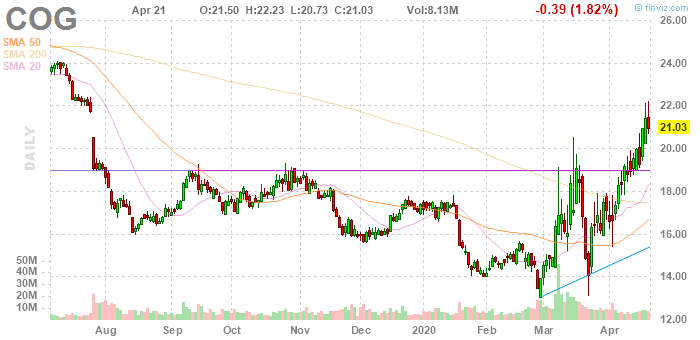 COG Apr 21 O:21.50 H:22.23 L:20.73 C:21.03 Vol:8.13M -0.39 (1.82%) © finviz.com
26.00
SMA 50
SMA 200
SMA 20
24.00
22.00
21.03
DAILY
20.00
18.00
16.00
50M
40M
30M
20M
10M
14.00
12.00
Aug Sep Oct Nov Dec 2020 Feb Mar Apr